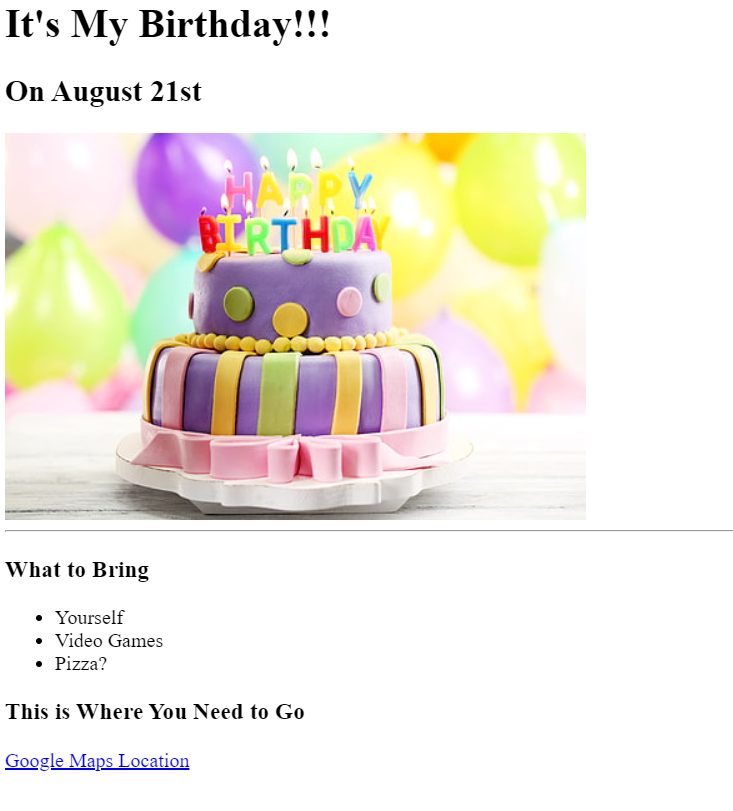 It's My Birthday!!!
On August 21st
HAPPY
BIRTHDAY
What to Bring
Yourself
Video Games
Pizza?
This is Where You Need to Go
Google Maps Location